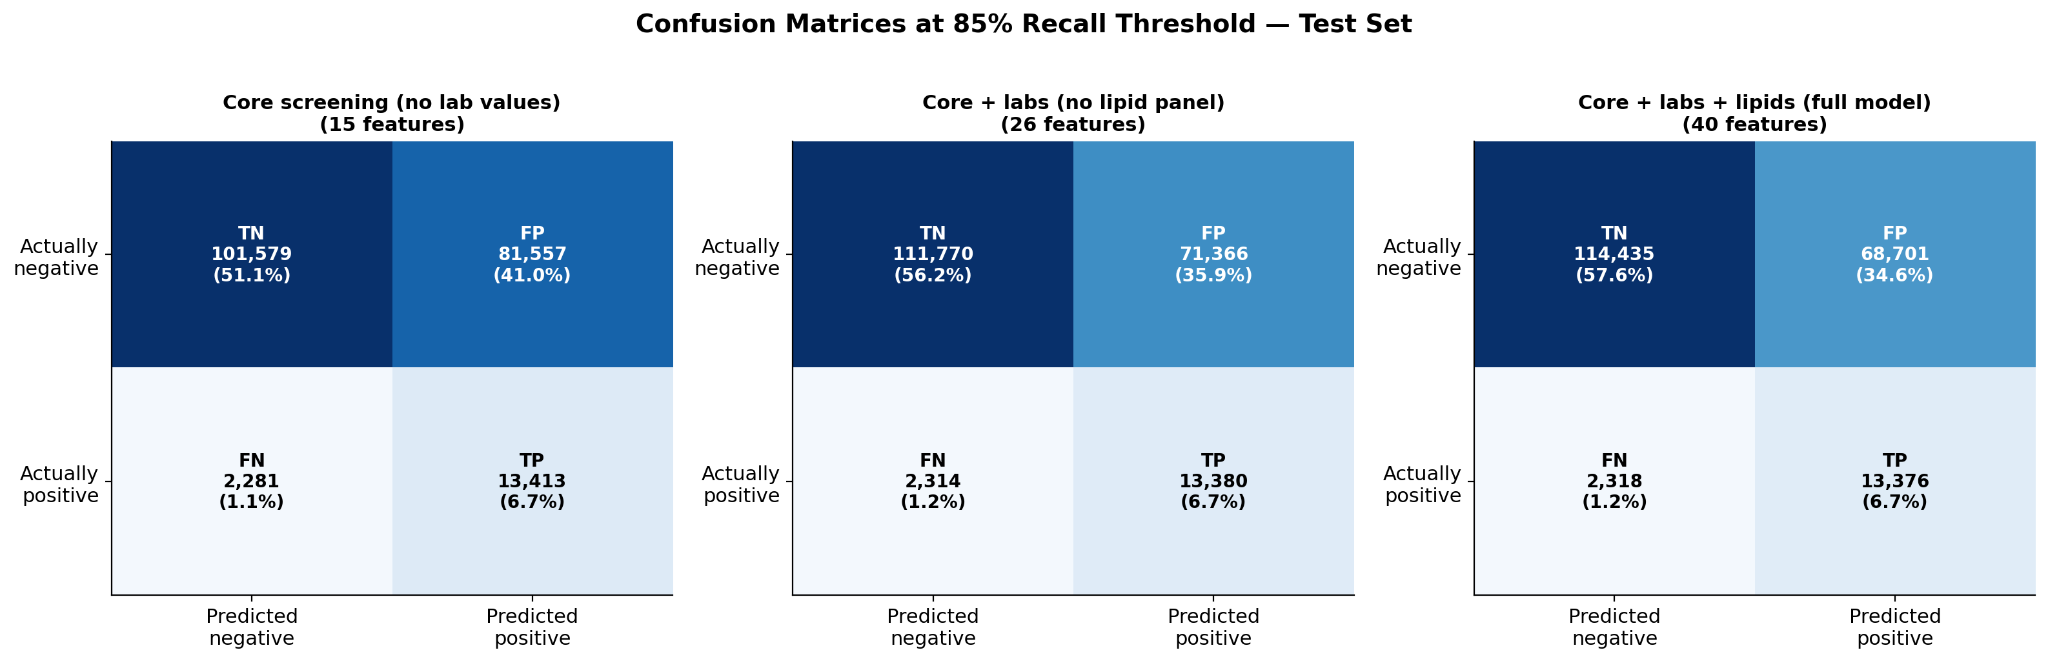 Confusion Matrices at 85% Recall Threshold — Test Set
Core screening (no lab values)
(15 features)
Actually
negative
TN
101,579
(51.1%)
FP
81,557
(41.0%)
Actually
positive
FN
2,281
(1.1%)
TP
13,413
(6.7%)
Predicted
negative
Predicted
positive
Core + labs (no lipid panel)
(26 features)
Actually
negative
TN
111,770
(56.2%)
FP
71,366
(35.9%)
Actually
positive
FN
2,314
(1.2%)
TP
13,380
(6.7%)
Predicted
negative
Predicted
positive
Core + labs + lipids (full model)
(40 features)
Actually
negative
TN
114,435
(57.6%)
FP
68,701
(34.6%)
Actually
positive
FN
2,318
(1.2%)
TP
13,376
(6.7%)
Predicted
negative
Predicted
positive